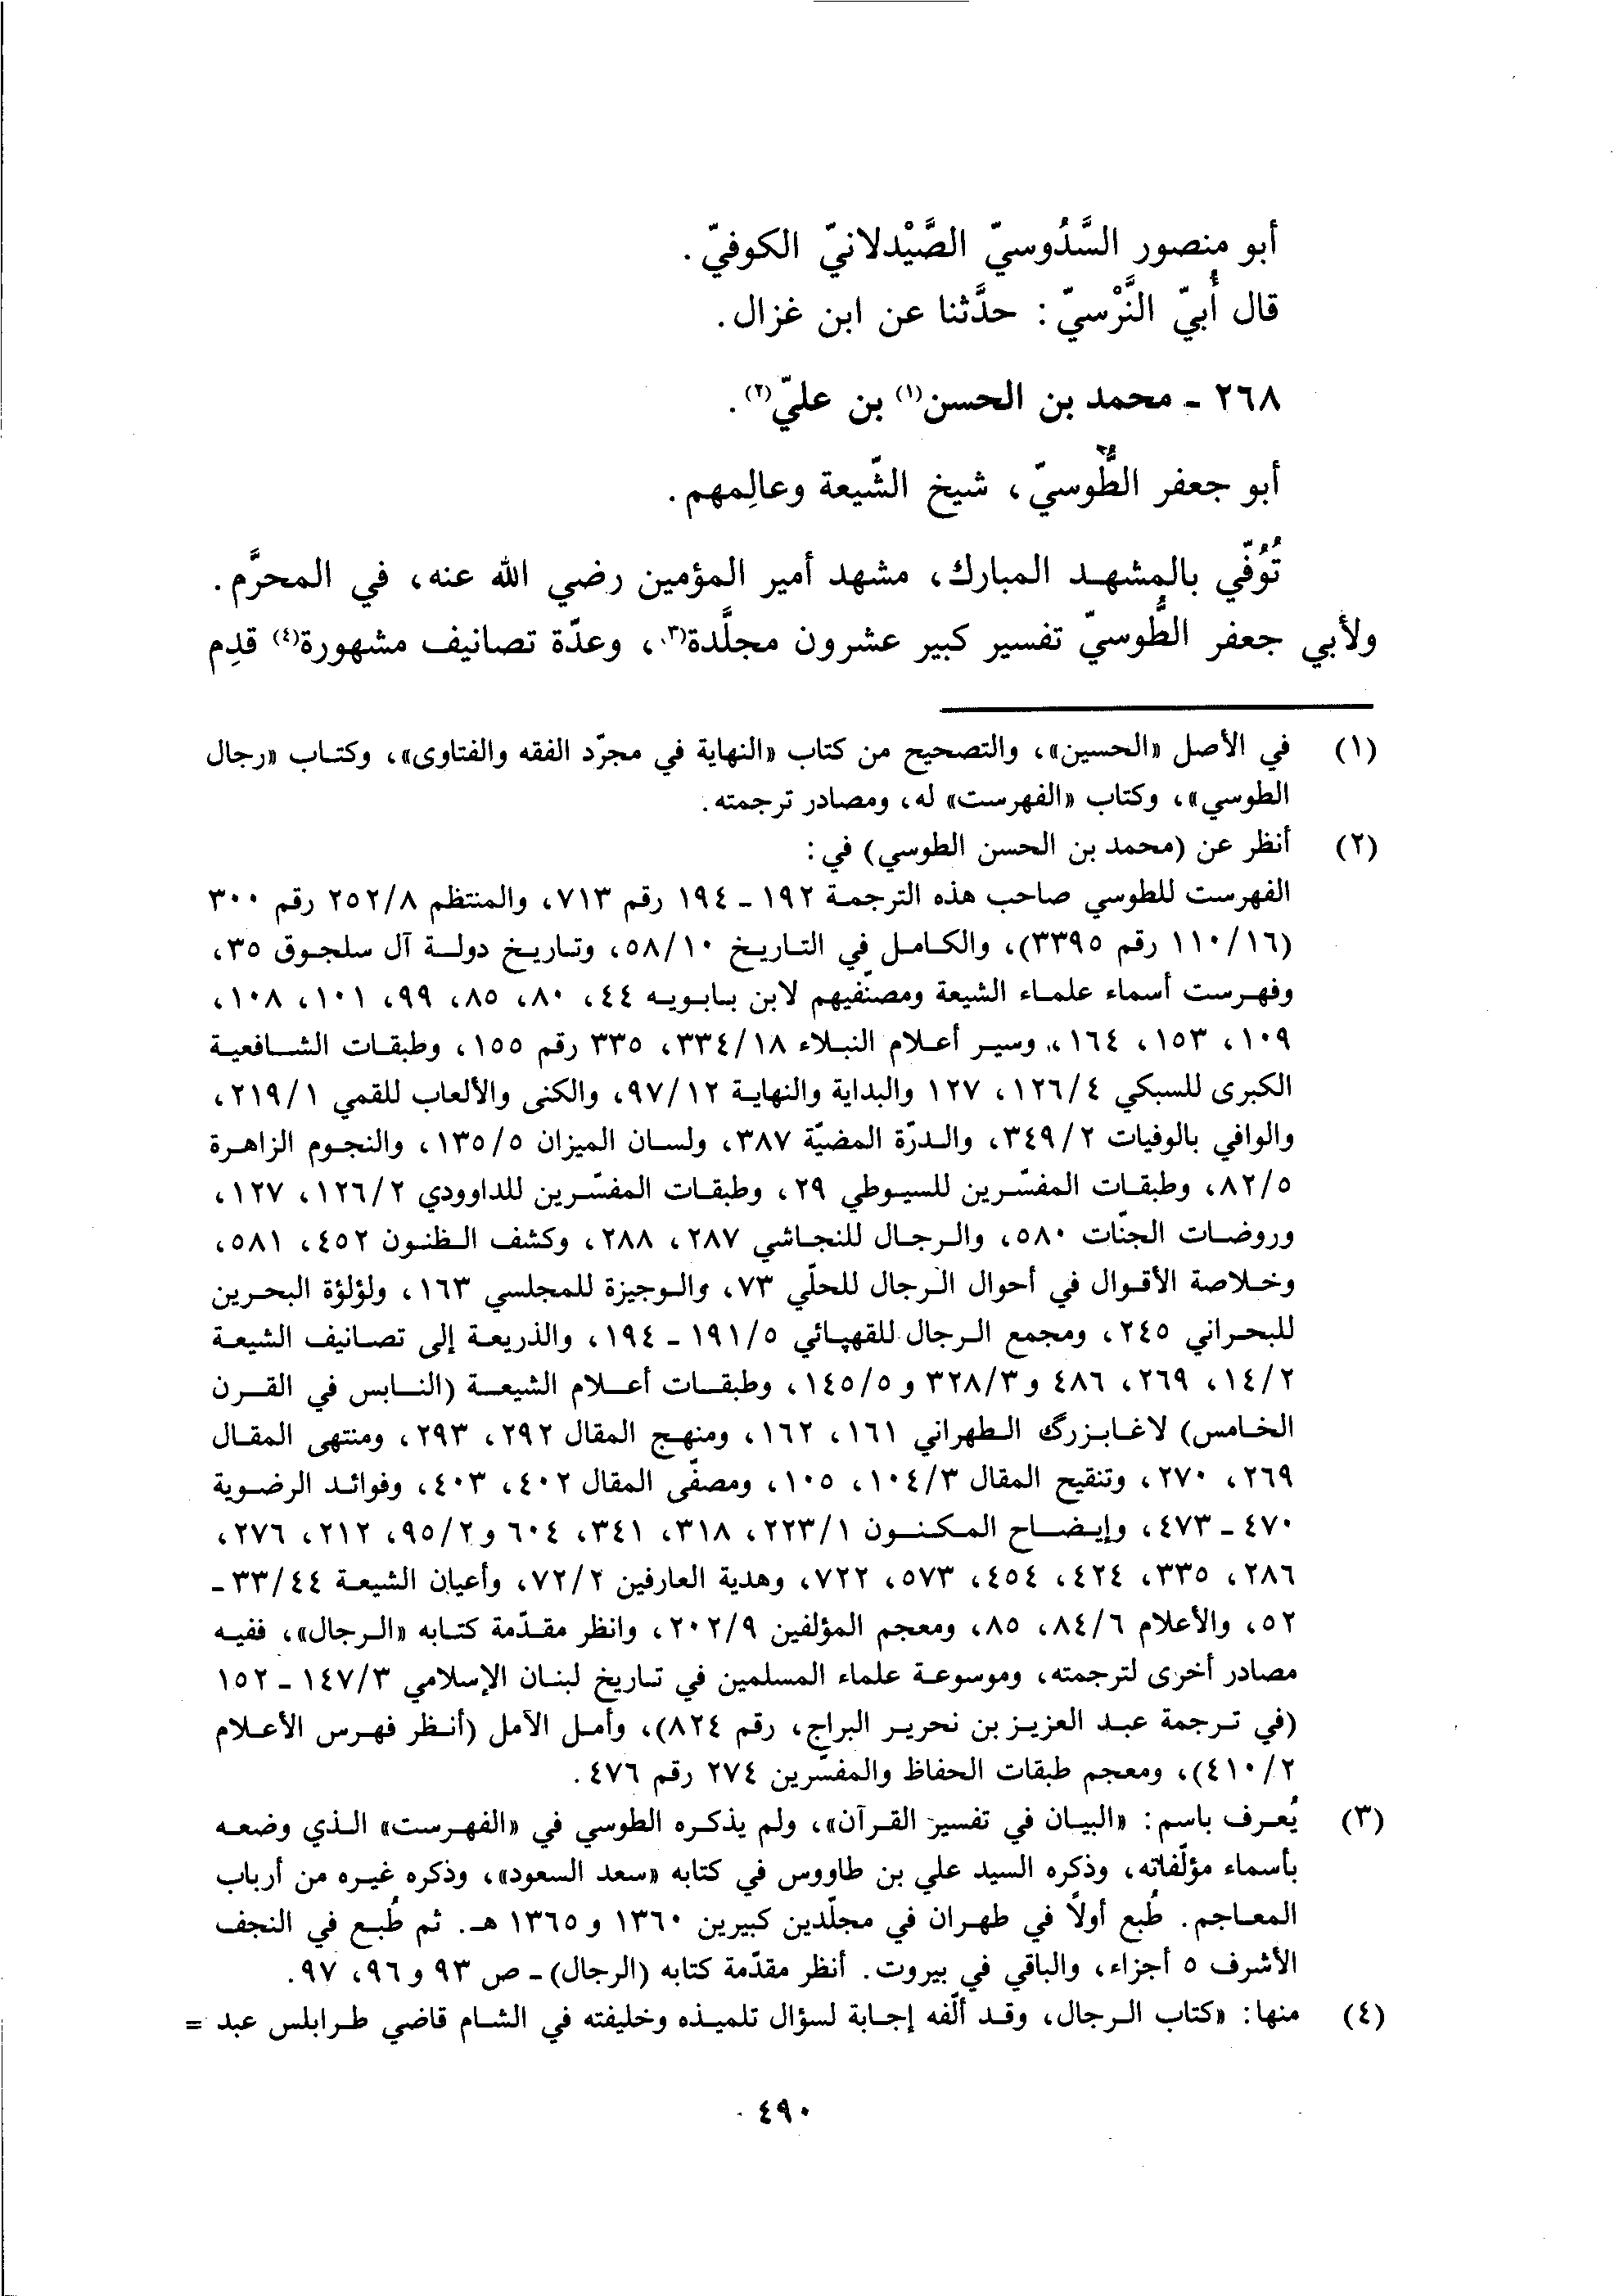 أبو منصور السَّدُوسيّ الصَّيْدلانيّ الكوفيّ.
قال أُبيّ النَّرْسيّ: حدَّثنا عن ابن غزال.
٢٦٨ - محمد بن الحسن(١) بن عليّ(٢).
أبو جعفر الطُّوسيّ، شيخ الشّيعة وعالِمهم.
تُوُفّي بالمشهد المبارك، مشهد أمير المؤمنين رضي الله عنه، في المحرَّم.
ولأبي جعفر الطُّوسيّ تفسير كبير عشرون مجلَّدة(٣)، وعدّة تصانيف مشهورة(٤) قدِم
(١) في الأصل «الحسين»، والتصحيح من كتاب «النهاية في مجرّد الفقه والفتاوى»، وكتاب «رجال
الطوسي»، وكتاب «الفهرست» له، ومصادر ترجمته.
(٢) أنظر عن (محمد بن الحسن الطوسي) في:
الفهرست للطوسي صاحب هذه الترجمة ١٩٢ - ١٩٤ رقم ٧١٣، والمنتظم ٢٥٢/٨ رقم ٣٠٠
(١١٠/١٦ رقم ٣٣٩٥)، والكامل في التاريخ ٥٨/١٠، وتاريخ دولة آل سلجوق ٣٥،
وفهرست أسماء علماء الشيعة ومصنّفيهم لابن بابويه ٤٤، ٨٠، ٨٥، ٩٩، ١٠١، ١٠٨،
١٠٩، ١٥٣، ١٦٤، وسير أعلام النبلاء ٣٣٤/١٨، ٣٣٥ رقم ١٥٥، وطبقات الشافعية
الكبرى للسبكي ١٢٦/٤، ١٢٧ والبداية والنهاية ٩٧/١٢، والكنى والألعاب للقمي ٢١٩/١،
والوافي بالوفيات ٣٤٩/٢، والدرّة المضيّة ٣٨٧، ولسان الميزان ١٣٥/٥، والنجوم الزاهرة
٨٢/٥، وطبقات المفسّرين للسيوطي ٢٩، وطبقات المفسّرين للداوودي ١٢٦/٢، ١٢٧،
وروضات الجنّات ٥٨٠، والرجال للنجاشي ٢٨٧، ٢٨٨، وكشف الظنون ٤٥٢، ٥٨١،
وخلاصة الأقوال في أحوال الرجال للحلّي ٧٣، والوجيزة للمجلسي ١٦٣، ولؤلؤة البحرين
للبحراني ٢٤٥، ومجمع الرجال للقهپائي ١٩١/٥ - ١٩٤، والذريعة إلى تصانيف الشيعة
١٤/٢، ٢٦٩، ٤٨٦ و٣٢٨/٣ و١٤٥/٥، وطبقات أعلام الشيعة (النابس في القرن
الخامس) لاغابزرگ الطهراني ١٦١، ١٦٢، ومنهج المقال ٢٩٢، ٢٩٣، ومنتهى المقال
٢٦٩، ٢٧٠، وتنقيح المقال ١٠٤/٣، ١٠٥، ومصفّى المقال ٤٠٢، ٤٠٣، وفوائد الرضوية
٤٧٠ - ٤٧٣، وإيضاح المكنون ٢٢٣/١، ٣١٨، ٣٤١، ٦٠٤ و٩٥/٢، ٢١٢، ٢٧٦،
٢٨٦، ٣٣٥، ٤٢٤، ٤٥٤، ٥٧٣، ٧٢٢، وهدية العارفين ٧٢/٢، وأعيان الشيعة ٣٣/٤٤ -
٥٢، والأعلام ٨٤/٦، ٨٥، ومعجم المؤلفين ٢٠٢/٩، وانظر مقدّمة كتابه «الرجال»، ففيه
مصادر أخرى لترجمته، وموسوعة علماء المسلمين في تاريخ لبنان الإسلامي ١٤٧/٣ - ١٥٢
(في ترجمة عبد العزيز بن نحرير البراج، رقم ٨٢٤)، وأمل الآمل (أنظر فهرس الأعلام
٤١٠/٢)، ومعجم طبقات الحفاظ والمفسّرين ٢٧٤ رقم ٤٧٦.
(٣) يُعرف باسم: «البيان في تفسير القرآن»، ولم يذكره الطوسي في «الفهرست» الذي وضعه
بأسماء مؤلّفاته، وذكره السيد علي بن طاووس في كتابه «سعد السعود»، وذكره غيره من أرباب
المعاجم. طُبع أولاً في طهران في مجلّدين كبيرين ١٣٦٠ و ١٣٦٥ هـ. ثم طُبع في النجف
الأشرف ٥ أجزاء، والباقي في بيروت. أنظر مقدّمة كتابه (الرجال) - ص ٩٣ و٩٦، ٩٧.
(٤) منها: «كتاب الرجال، وقد ألّفه إجابة لسؤال تلميذه وخليفته في الشام قاضي طرابلس عبد =
٤٩٠